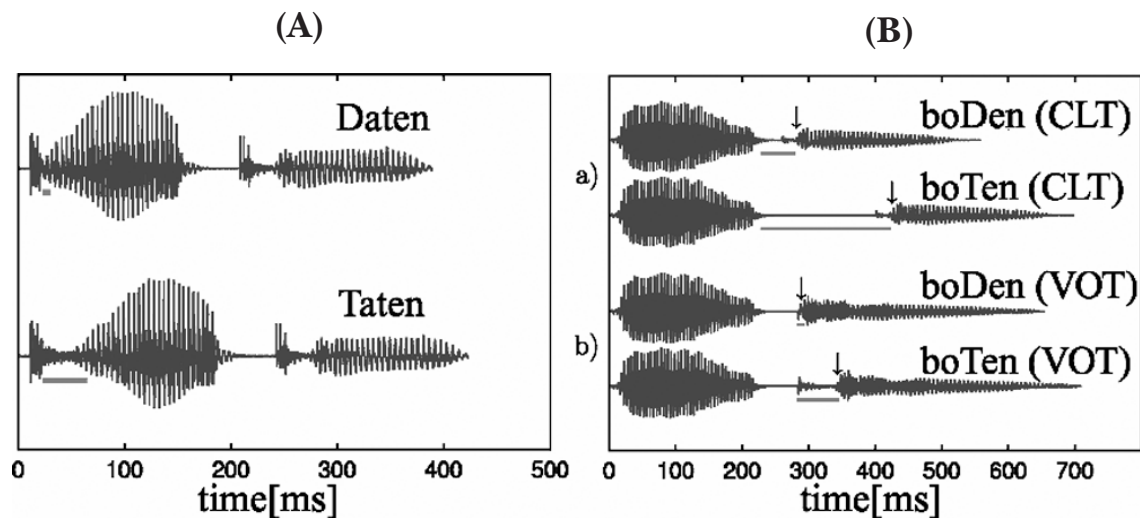 (A)
Daten
Taten
0 100 200 300 400 500
time[ms]
(B)
a)
boDen (CLT)
boTen (CLT)
b)
boDen (VOT)
boTen (VOT)
0 100 200 300 400 500 600 700
time[ms]